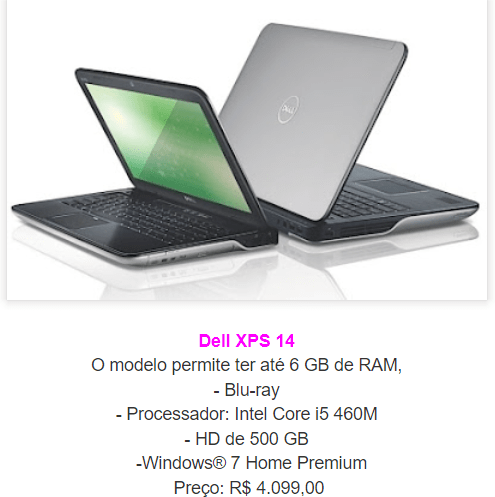 DELL
Dell XPS 14
O modelo permite ter até 6 GB de RAM,
- Blu-ray
- Processador: Intel Core i5 460M
- HD de 500 GB
-Windows® 7 Home Premium
Preço: R$ 4.099,00